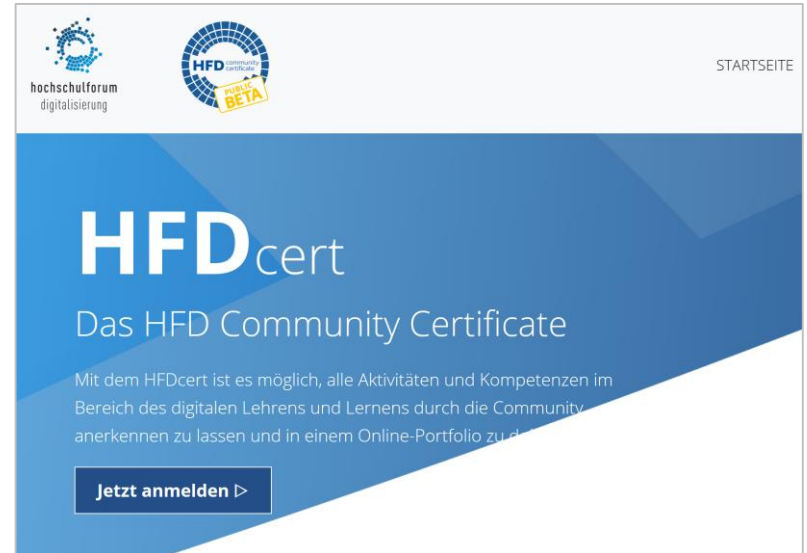 hochschulforum
digitalisierung
HFD community
certificate
PUBLIC
BETA
STARTSEITE
HFDcert
Das HFD Community Certificate
Mit dem HFDcert ist es möglich, alle Aktivitäten und Kompetenzen im
Bereich des digitalen Lehrens und Lernens durch die Community
anerkennen zu lassen und in einem Online-Portfolio zu
Jetzt anmelden ▷